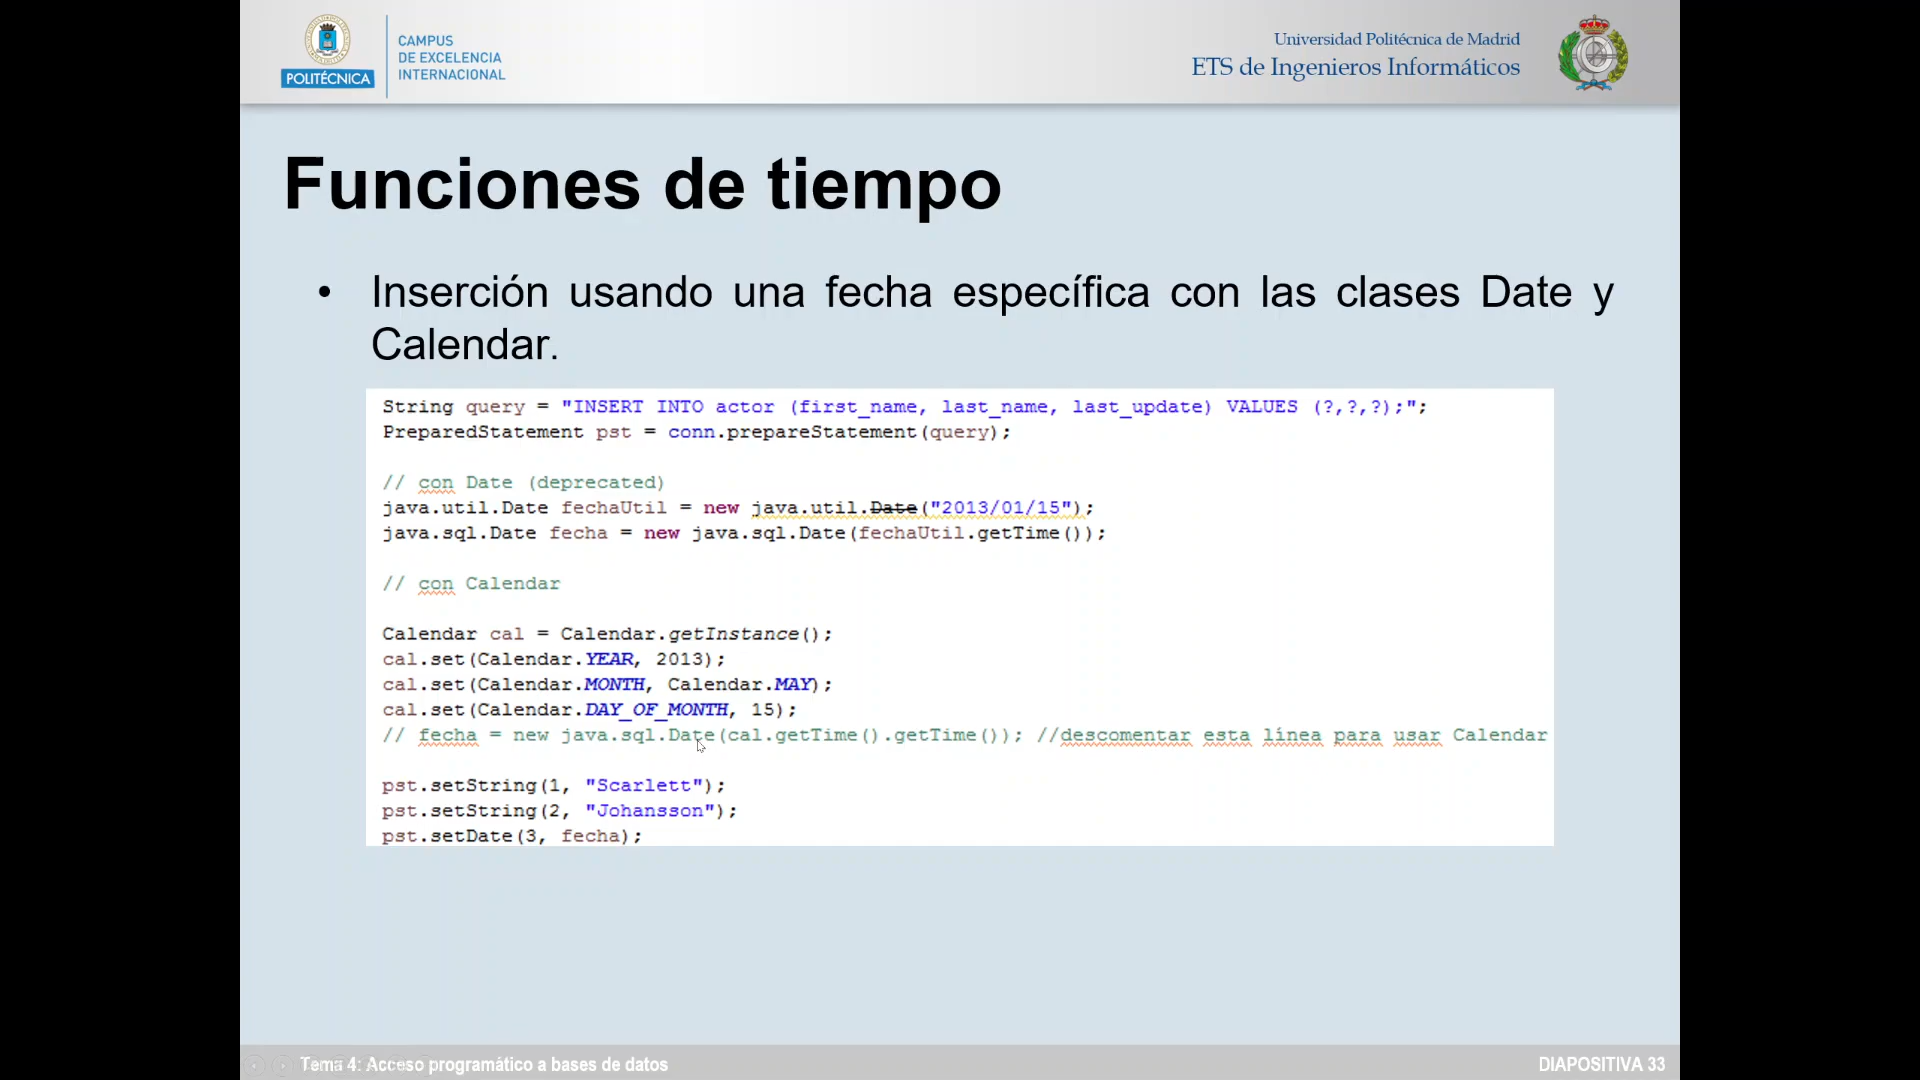 POLITÉCNICA
CAMPUS
DE EXCELENCIA
INTERNACIONAL
Universidad Politécnica de Madrid
ETS de Ingenieros Informáticos
Funciones de tiempo
• Inserción usando una fecha específica con las clases Date y
Calendar.
String query = "INSERT INTO actor (first_name, last_name, last_update) VALUES (?,?,?);";
PreparedStatement pst = conn.prepareStatement(query);
// con Date (deprecated)
java.util.Date fechaUtil = new java.util.Date("2013/01/15");
java.sql.Date fecha = new java.sql.Date(fechaUtil.getTime());
// con Calendar
Calendar cal = Calendar.getInstance();
cal.set(Calendar.YEAR, 2013);
cal.set(Calendar.MONTH, Calendar.MAY);
cal.set(Calendar.DAY_OF_MONTH, 15);
// fecha = new java.sql.Date(cal.getTime().getTime()); //descomentar esta línea para usar Calendar
pst.setString(1, "Scarlett");
pst.setString(2, "Johansson");
pst.setDate(3, fecha);
Tema 4: Acceso programático a bases de datos
DIAPOSITIVA 33